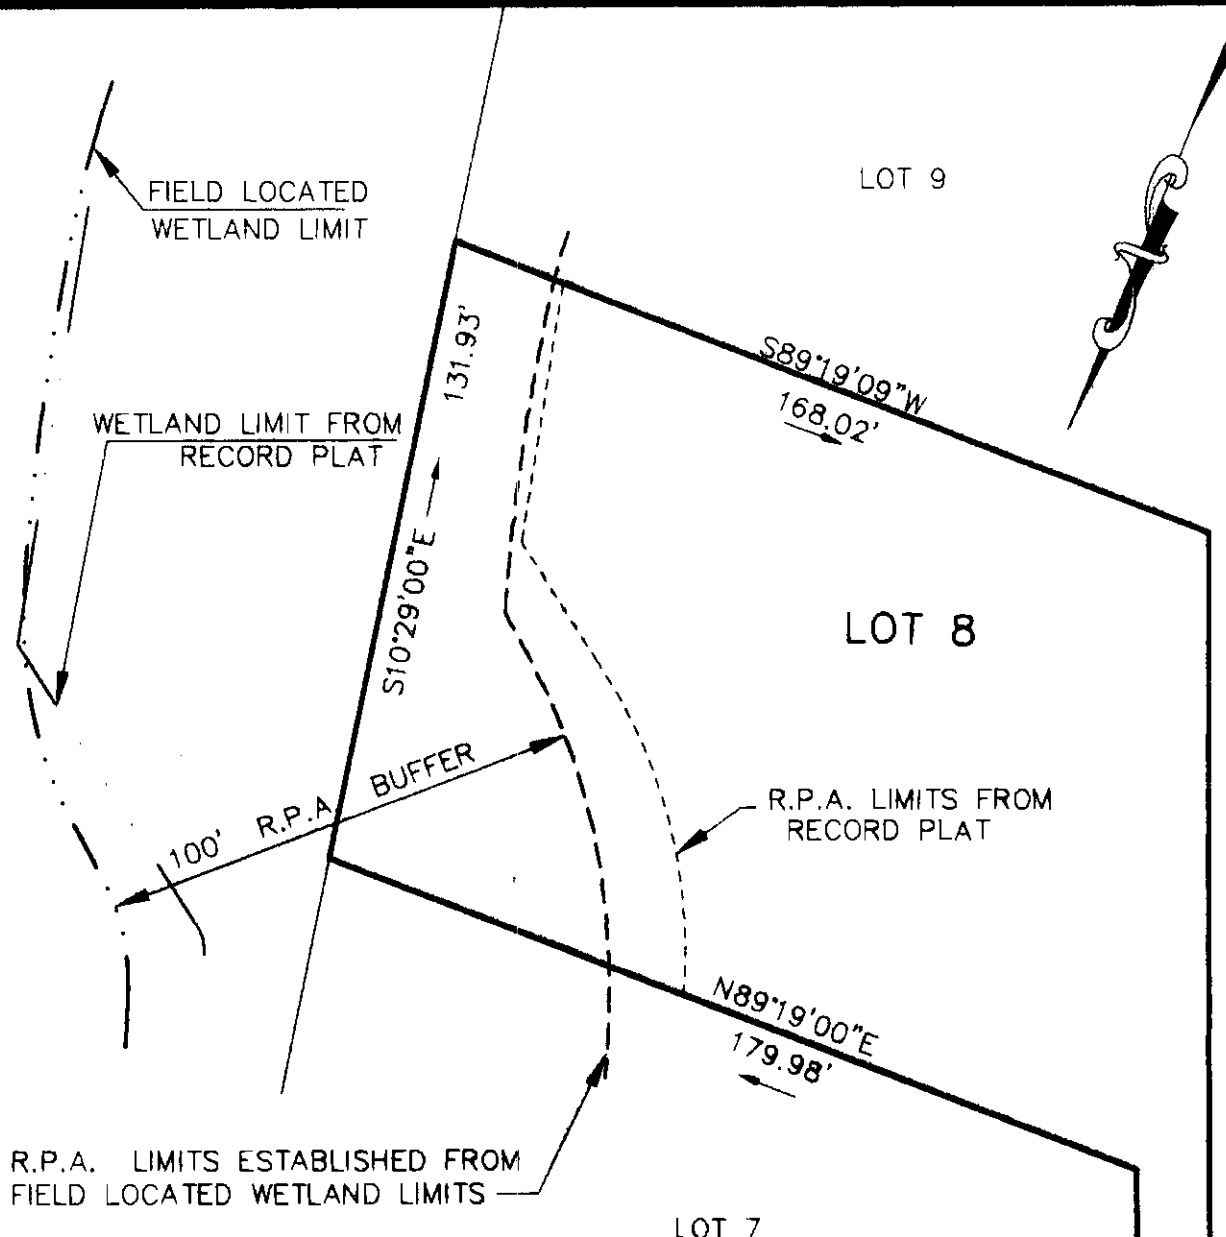 LOT 9
FIELD LOCATED
WETLAND LIMIT
131.93'
S89°19'09"W
168.02'
WETLAND LIMIT FROM
RECORD PLAT
S10°29'00"E
LOT 8
100' R.P.A. BUFFER
R.P.A. LIMITS FROM
RECORD PLAT
N89°19'00"E
179.98'
R.P.A. LIMITS ESTABLISHED FROM
FIELD LOCATED WETLAND LIMITS
LOT 7